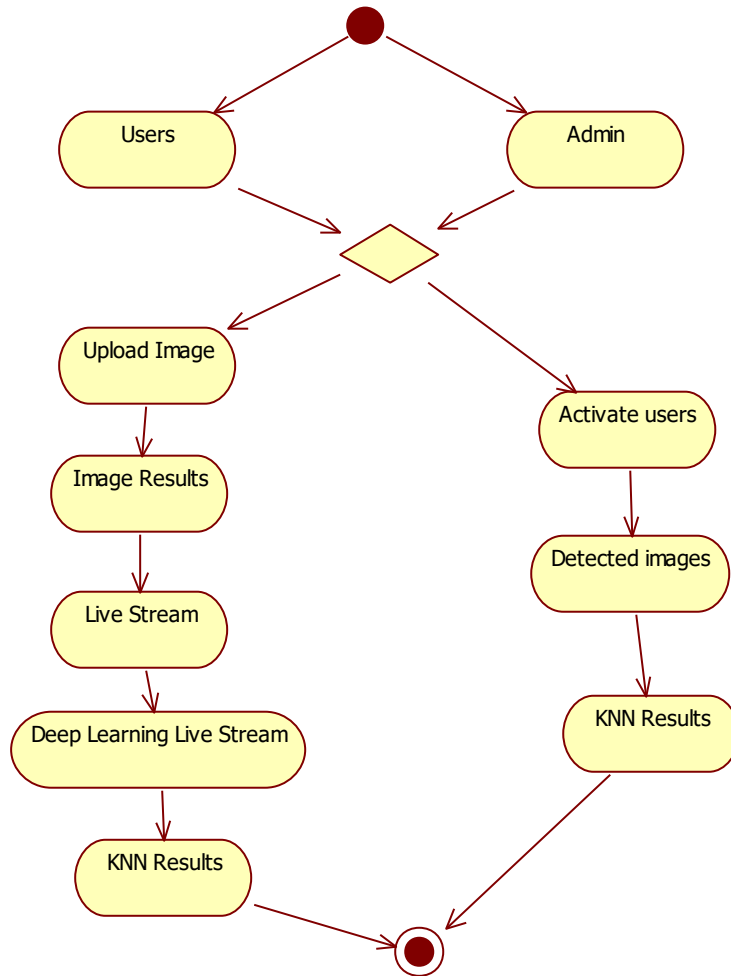 Users
Admin
Upload Image
Activate users
Image Results
Detected images
Live Stream
KNN Results
Deep Learning Live Stream
KNN Results